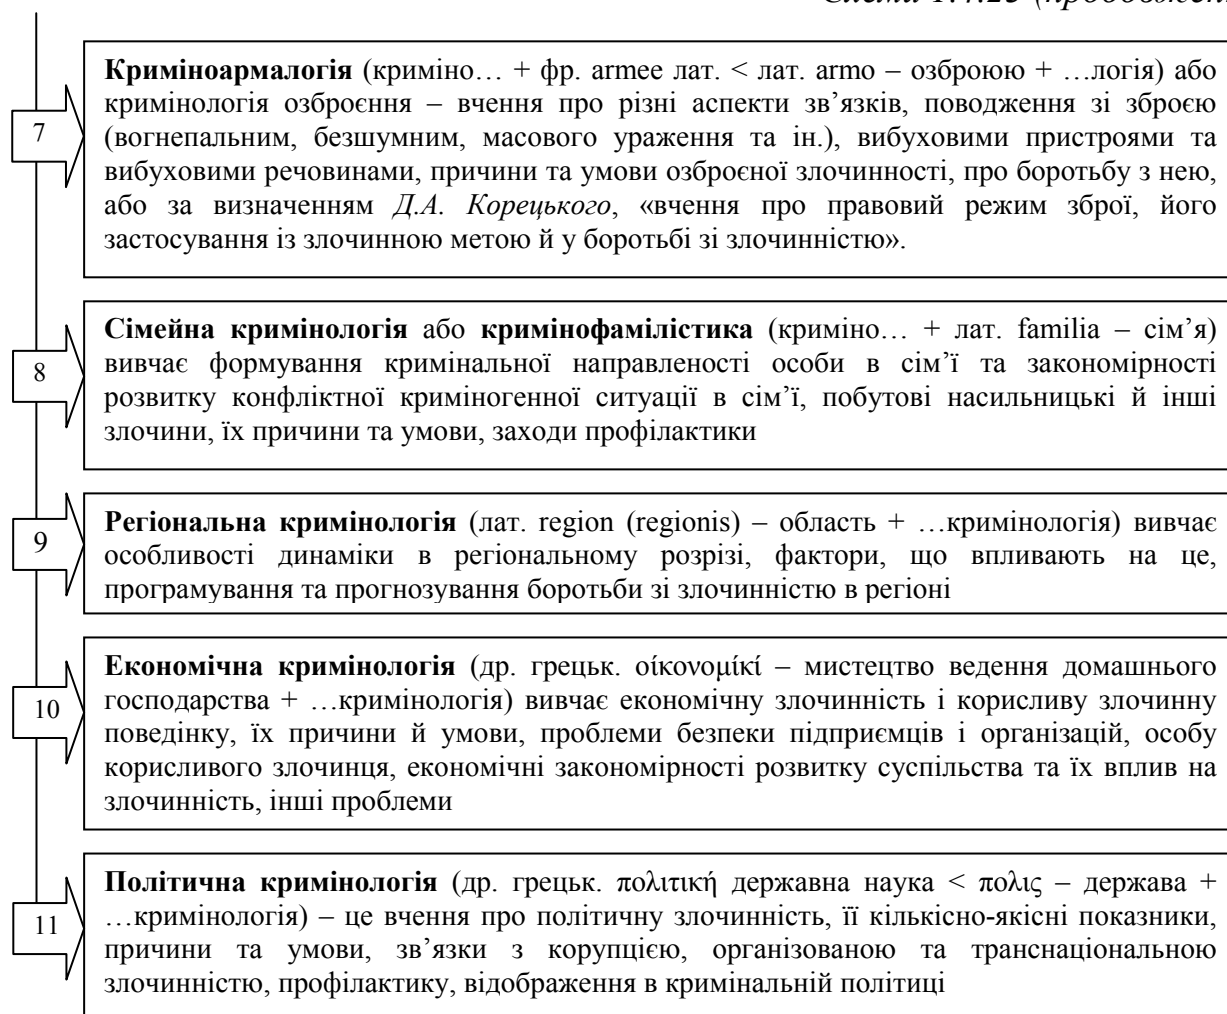 7
Криміноармалогія (криміно… + фр. armee лат. < лат. armo – озброюю + …логія) або
кримінологія озброєння – вчення про різні аспекти зв’язків, поводження зі зброєю
(вогнепальним, безшумним, масового ураження та ін.), вибуховими пристроями та
вибуховими речовинами, причини та умови озброєної злочинності, про боротьбу з нею,
або за визначенням Д.А. Корецького, «вчення про правовий режим зброї, його
застосування із злочинною метою й у боротьбі зі злочинністю».
8
Сімейна кримінологія або кримінофамілістика (криміно… + лат. familia – сім’я)
вивчає формування кримінальної направленості особи в сім’ї та закономірності
розвитку конфліктної криміногенної ситуації в сім’ї, побутові насильницькі й інші
злочини, їх причини та умови, заходи профілактики
9
Регіональна кримінологія (лат. region (regionis) – область + …кримінологія) вивчає
особливості динаміки в регіональному розрізі, фактори, що впливають на це,
програмування та прогнозування боротьби зі злочинністю в регіоні
10
Економічна кримінологія (др. грецьк. οίκονομίκί – мистецтво ведення домашнього
господарства + …кримінологія) вивчає економічну злочинність і корисливу злочинну
поведінку, їх причини й умови, проблеми безпеки підприємців і організацій, особу
корисливого злочинця, економічні закономірності розвитку суспільства та їх вплив на
злочинність, інші проблеми
11
Політична кримінологія (др. грецьк. πολιτική державна наука < πολις – держава +
…кримінологія) – це вчення про політичну злочинність, її кількісно-якісні показники,
причини та умови, зв’язки з корупцією, організованою та транснаціональною
злочинністю, профілактику, відображення в кримінальній політиці